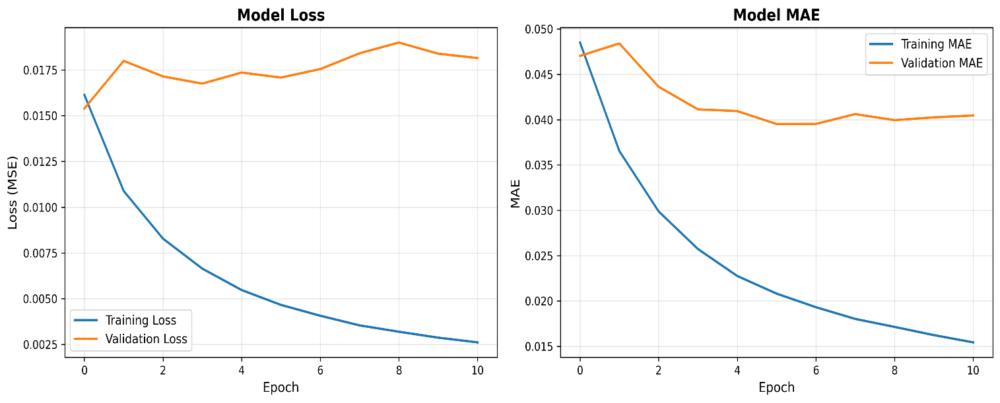 Model Loss
Loss (MSE)
0.0175
0.0150
0.0125
0.0100
0.0075
0.0050
0.0025
Training Loss
Validation Loss
0 2 4 6 8 10
Epoch
Model MAE
MAE
0.050
0.045
0.040
0.035
0.030
0.025
0.020
0.015
Training MAE
Validation MAE
0 2 4 6 8 10
Epoch